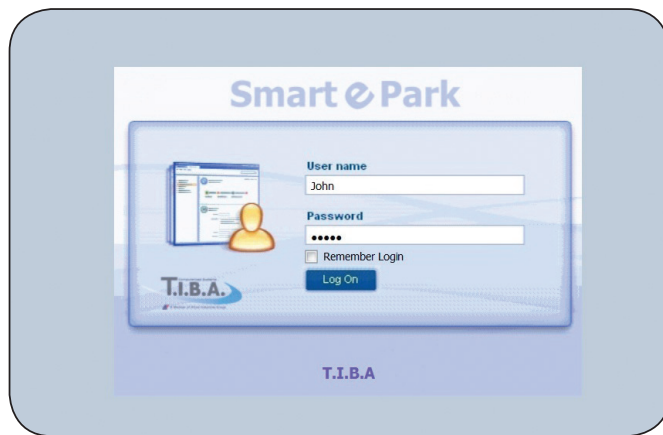 Smart e Park
User name
John
Password
•••••
Remember Login
Log On
T.I.B.A.
T.I.B.A